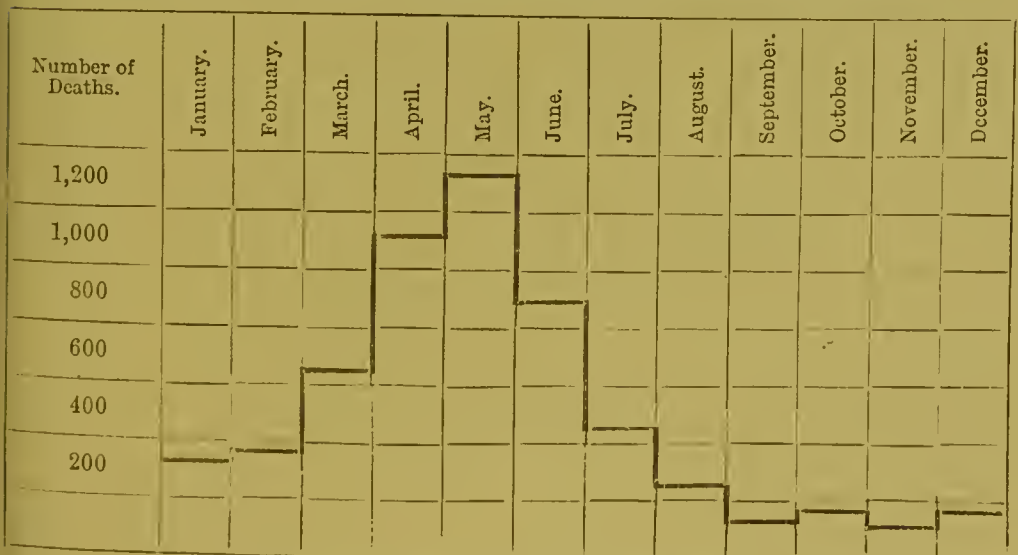 Number of
Deaths.
January.
February.
March.
April.
May.
June.
July.
August.
September.
October.
November.
December.
1,200
1,000
800
600
400
200